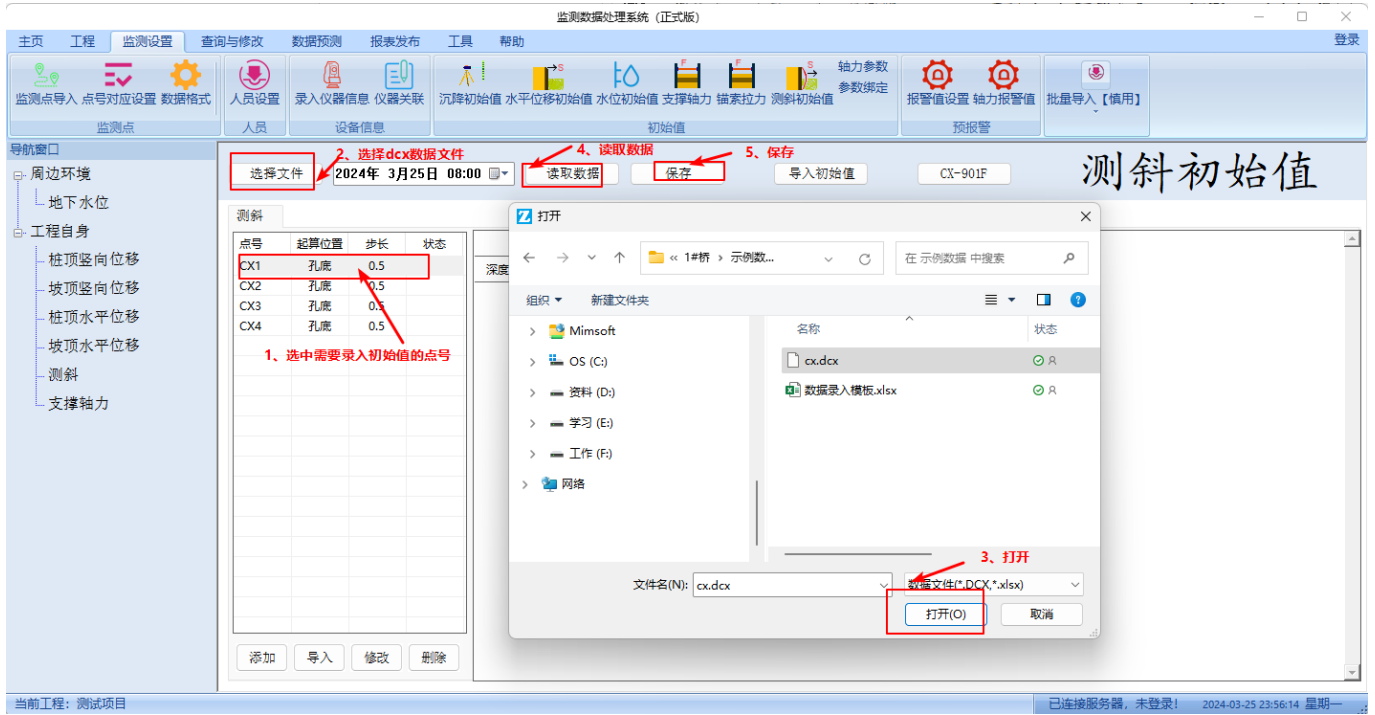 监测数据处理系统（正式版）
主页 工程 监测设置 查询与修改 数据预测 报表发布 工具 帮助 登录
轴力参数
参数绑定
监测点导入 点号对应设置 数据格式 人员设置 录入仪器信息 仪器关联 沉降初始值 水平位移初始值 水位初始值 支撑轴力 锚索拉力 测斜初始值 报警值设置 轴力报警值 批量导入【慎用】
监测点 人员 设备信息 初始值 预报警
导航窗口
周边环境
地下水位
工程自身
桩顶竖向位移
坡顶竖向位移
桩顶水平位移
坡顶水平位移
测斜
支撑轴力
2、选择dcx数据文件
4、读取数据
5、保存
选择文件 2024年 3月25日 08:00 读取数据 保存 导入初始值 CX-901F 测斜初始值
测斜
点号 起算位置 步长 状态
CX1 孔底 0.5
CX2 孔底 0.5
CX3 孔底 0.5
CX4 孔底 0.5
1、选中需要录入初始值的点号
添加 导入 修改 删除
深度
打开
« 1#桥 › 示例数... 在 示例数据 中搜索
组织 新建文件夹
Mimsoft
OS (C:)
资料 (D:)
学习 (E:)
工作 (F:)
网络
名称 状态
cx.dcx
数据录入模板.xlsx
3、打开
文件名(N): cx.dcx 数据文件(*.DCX,*.xlsx)
打开(O) 取消
当前工程：测试项目 已连接服务器，未登录！ 2024-03-25 23:56:14 星期一